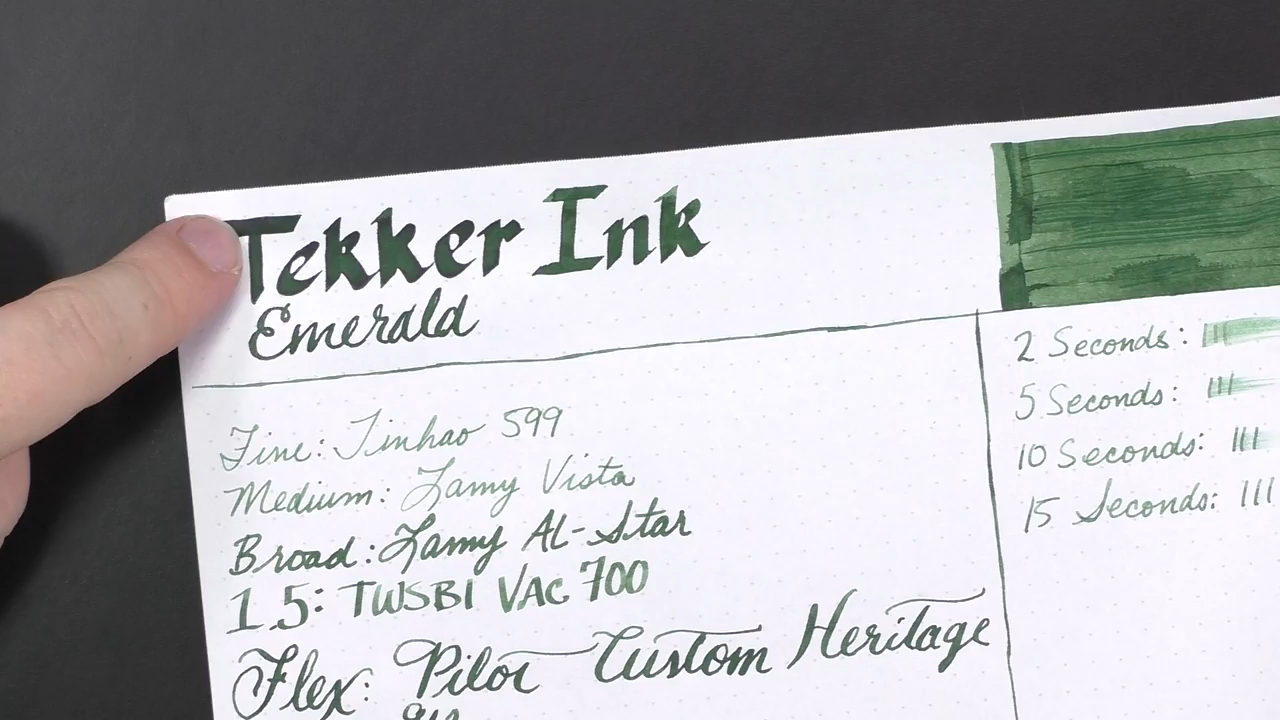 Tekker Ink
Emerald
Fine: Jinhao 599
Medium: Lamy Vista
Broad: Lamy AL-Star
1.5: TWSBI VAC 700
Flex: Pilot Custom Heritage
2 Seconds:
5 Seconds:
10 Seconds:
15 Seconds: